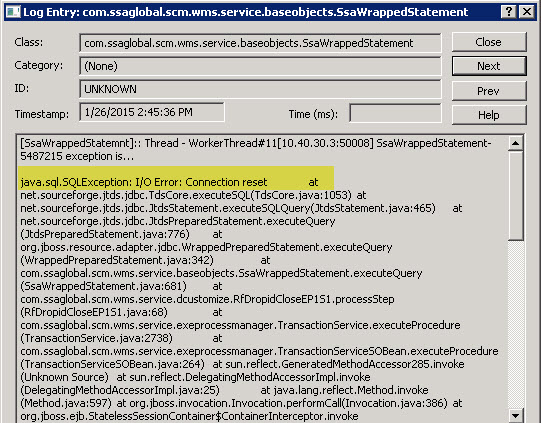 Log Entry: com.ssaglobal.scm.wms.service.baseobjects.SsaWrappedStatement
Class: com.ssaglobal.scm.wms.service.baseobjects.SsaWrappedStatement Close
Category: (None) Next
ID: UNKNOWN Prev
Timestamp: 1/26/2015 2:45:36 PM Time (ms): Help
[SsaWrappedStatemnt]:: Thread - WorkerThread#11[10.40.30.3:50008] SsaWrappedStatement-
5487215 exception is...
java.sql.SQLException: I/O Error: Connection reset at
net.sourceforge.jtds.jdbc.TdsCore.executeSQL(TdsCore.java:1053) at
net.sourceforge.jtds.jdbc.JtdsStatement.executeSQLQuery(JtdsStatement.java:465) at
net.sourceforge.jtds.jdbc.JtdsPreparedStatement.executeQuery
(JtdsPreparedStatement.java:776) at
org.jboss.resource.adapter.jdbc.WrappedPreparedStatement.executeQuery
(WrappedPreparedStatement.java:342) at
com.ssaglobal.scm.wms.service.baseobjects.SsaWrappedStatement.executeQuery
(SsaWrappedStatement.java:681) at
com.ssaglobal.scm.wms.service.dcustomize.RfDropidCloseEP1S1.processStep
(RfDropidCloseEP1S1.java:68) at
com.ssaglobal.scm.wms.service.exeprocessmanager.TransactionService.executeProcedure
(TransactionService.java:2738) at
com.ssaglobal.scm.wms.service.exeprocessmanager.TransactionServiceSOBean.executeProcedure
(TransactionServiceSOBean.java:264) at sun.reflect.GeneratedMethodAccessor285.invoke
(Unknown Source) at sun.reflect.DelegatingMethodAccessorImpl.invoke
(DelegatingMethodAccessorImpl.java:25) at java.lang.reflect.Method.invoke
(Method.java:597) at org.jboss.invocation.Invocation.performCall(Invocation.java:386) at
org.jboss.ejb.StatelessSessionContainer$ContainerInterceptor.invoke